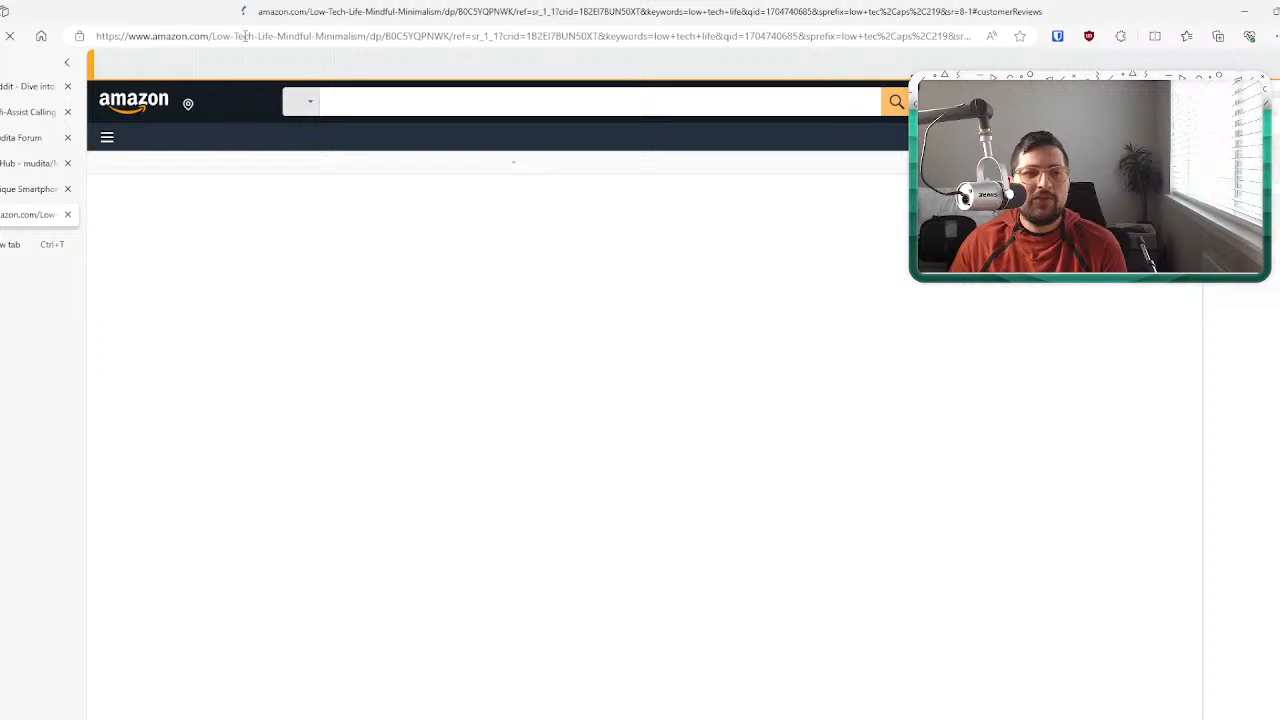 amazon.com/Low-Tech-Life-Mindful-Minimalism/dp/B0C5YQPNWK/ref=sr_1_1?crid=1B2EI7BUN50XT&keywords=low+tech+life&qid=1704740685&sprefix=low+tec%2Caps%2C219&sr=8-1#customerReviews
https://www.amazon.com/Low-Tech-Life-Mindful-Minimalism/dp/B0C5YQPNWK/ref=sr_1_1?crid=1B2EI7BUN50XT&keywords=low+tech+life&qid=1704740685&sprefix=low+tec%2Caps%2C219&sr...
ddit - Dive into
amazon
fi-Assist Calling
udita Forum
Hub - mudita/M
ique Smartphon
azon.com/Low-
w tab Ctrl+T